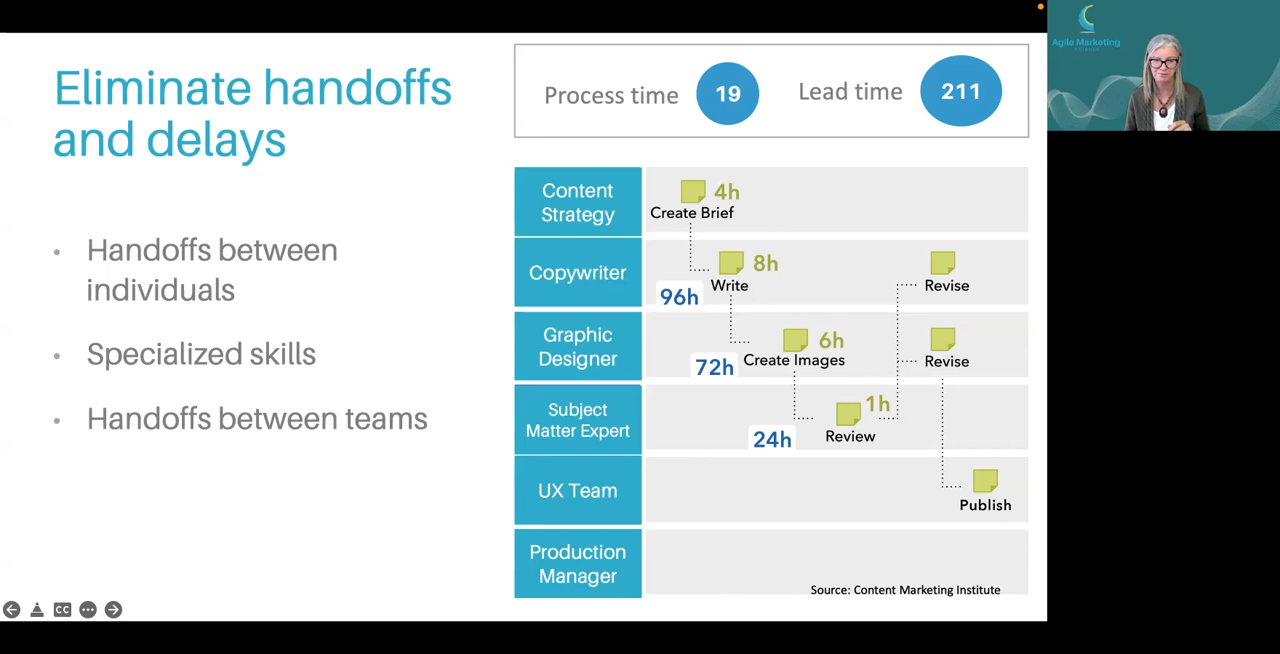 Eliminate handoffs
and delays
• Handoffs between
individuals
• Specialized skills
• Handoffs between teams
Process time 19 Lead time 211
Content
Strategy
4h
Create Brief
Copywriter
8h
Write
96h
Revise
Graphic
Designer
6h
Create Images
72h
Revise
Subject
Matter Expert
1h
Review
24h
UX Team
Publish
Production
Manager
Source: Content Marketing Institute
CC
Agile Marketing